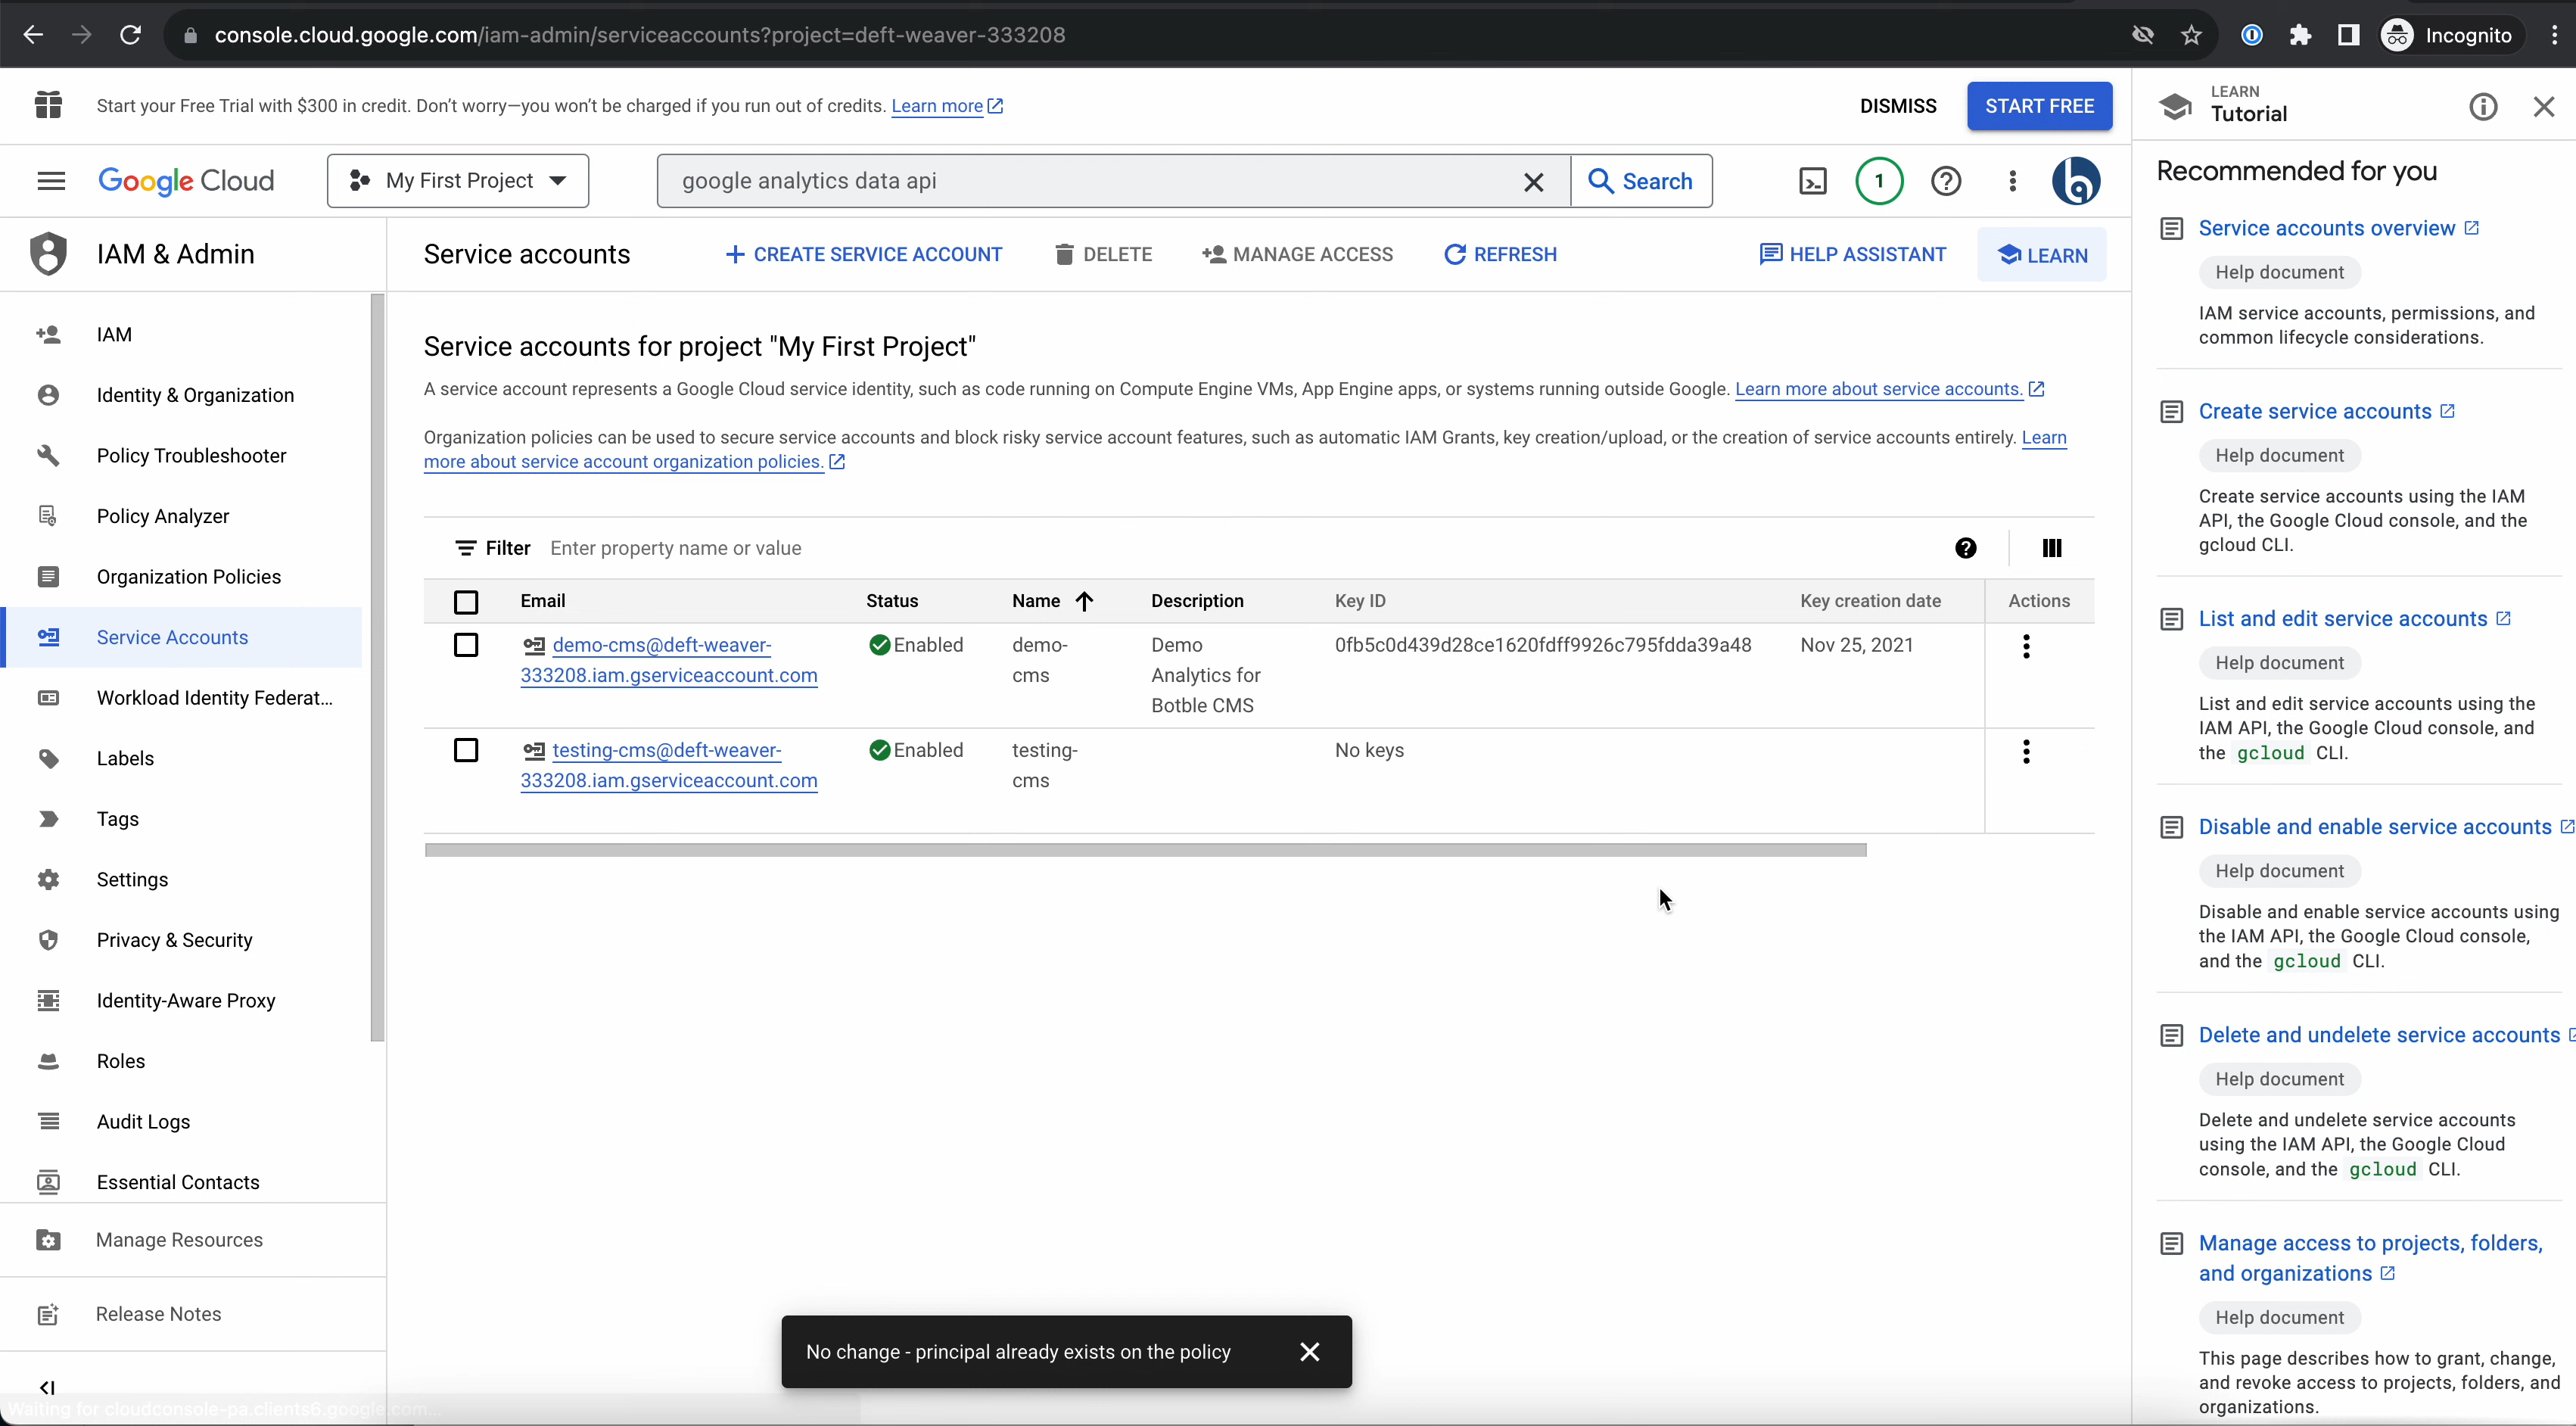 console.cloud.google.com/iam-admin/serviceaccounts?project=deft-weaver-333208
Incognito
Start your Free Trial with $300 in credit. Don't worry—you won't be charged if you run out of credits. Learn more
DISMISS
START FREE
Google Cloud
My First Project
google analytics data api
Search
1
IAM & Admin
IAM
Identity & Organization
Policy Troubleshooter
Policy Analyzer
Organization Policies
Service Accounts
Workload Identity Federat...
Labels
Tags
Settings
Privacy & Security
Identity-Aware Proxy
Roles
Audit Logs
Essential Contacts
Manage Resources
Release Notes
Waiting for cloudconsole-pa.clients6.google.com...
Service accounts
CREATE SERVICE ACCOUNT
DELETE
MANAGE ACCESS
REFRESH
HELP ASSISTANT
LEARN
Service accounts for project "My First Project"
A service account represents a Google Cloud service identity, such as code running on Compute Engine VMs, App Engine apps, or systems running outside Google. Learn more about service accounts.
Organization policies can be used to secure service accounts and block risky service account features, such as automatic IAM Grants, key creation/upload, or the creation of service accounts entirely. Learn
more about service account organization policies.
Filter Enter property name or value
Email Status Name Description Key ID Key creation date Actions
demo-cms@deft-weaver- Enabled demo- Demo 0fb5c0d439d28ce1620fdff9926c795fdda39a48 Nov 25, 2021
333208.iam.gserviceaccount.com cms Analytics for
Botble CMS
testing-cms@deft-weaver- Enabled testing- No keys
333208.iam.gserviceaccount.com cms
No change - principal already exists on the policy
LEARN
Tutorial
Recommended for you
Service accounts overview
Help document
IAM service accounts, permissions, and
common lifecycle considerations.
Create service accounts
Help document
Create service accounts using the IAM
API, the Google Cloud console, and the
gcloud CLI.
List and edit service accounts
Help document
List and edit service accounts using the
IAM API, the Google Cloud console, and
the gcloud CLI.
Disable and enable service accounts
Help document
Disable and enable service accounts using
the IAM API, the Google Cloud console,
and the gcloud CLI.
Delete and undelete service accounts
Help document
Delete and undelete service accounts
using the IAM API, the Google Cloud
console, and the gcloud CLI.
Manage access to projects, folders,
and organizations
Help document
This page describes how to grant, change,
and revoke access to projects, folders, and
organizations.